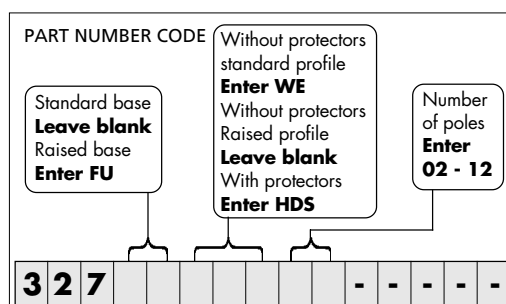 PART NUMBER CODE
Standard base
Leave blank
Raised base
Enter FU
Without protectors
standard profile
Enter WE
Without protectors
Raised profile
Leave blank
With protectors
Enter HDS
Number
of poles
Enter
02 - 12
3 2 7 - - - - -